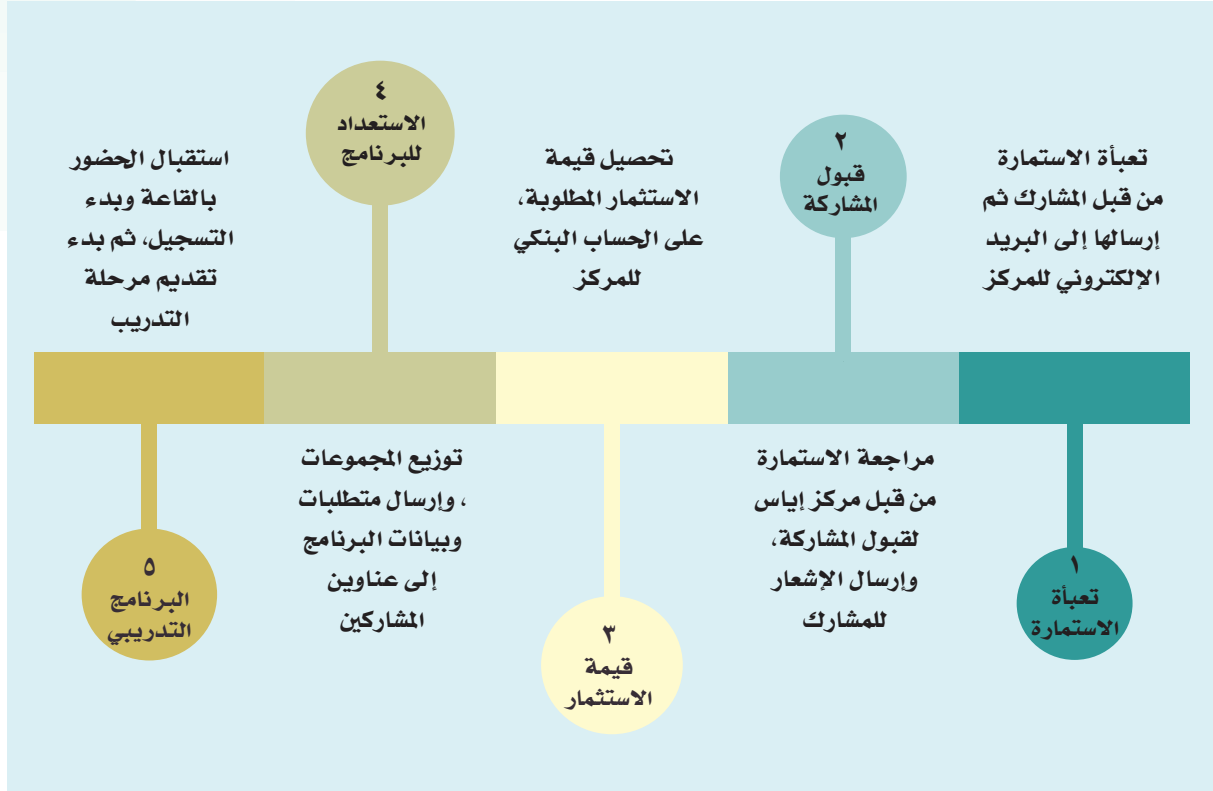 ١
تعبأة
الاستمارة
تعبأة الاستمارة
من قبل المشارك ثم
إرسالها إلى البريد
الإلكتروني للمركز
٢
قبول
المشاركة
مراجعة الاستمارة
من قبل مركز إياس
لقبول المشاركة،
وإرسال الإشعار
للمشارك
٣
قيمة
الاستثمار
تحصيل قيمة
الاستثمار المطلوبة،
على الحساب البنكي
للمركز
٤
الاستعداد
للبرنامج
توزيع المجموعات
، وإرسال متطلبات
وبيانات البرنامج
إلى عناوين
المشاركين
٥
البرنامج
التدريبي
استقبال الحضور
بالقاعة وبدء
التسجيل، ثم بدء
تقديم مرحلة
التدريب